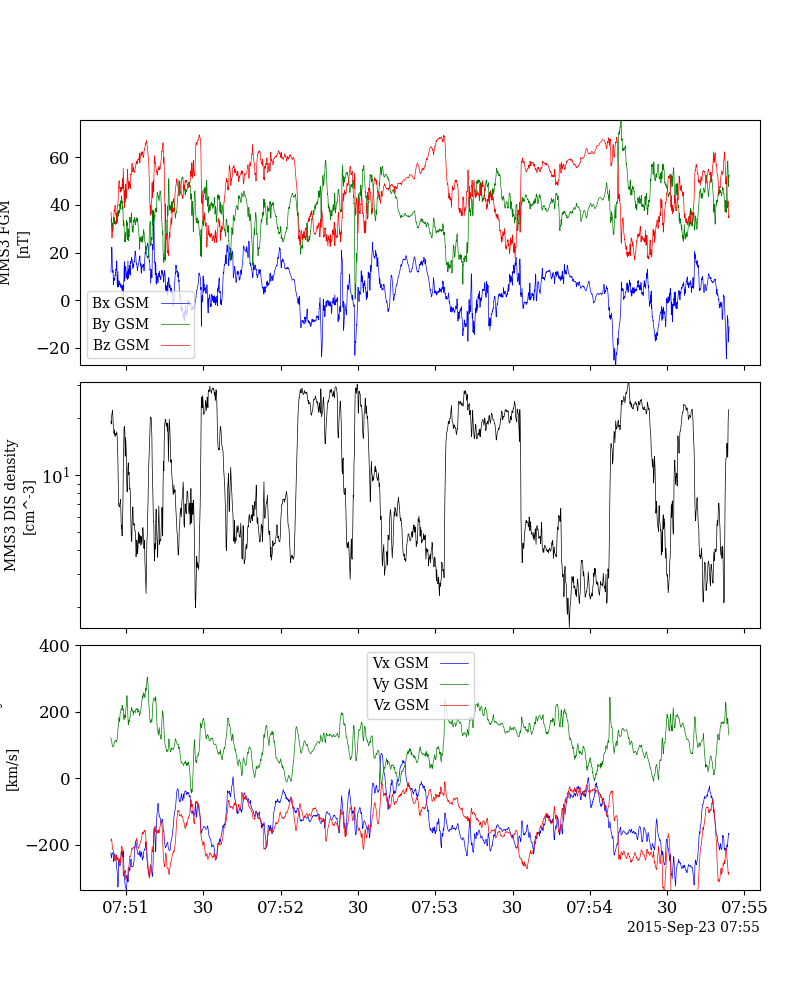 60
40
20
0
−20
MMS3 FGM
[nT]
Bx GSM
By GSM
Bz GSM
10^1
MMS3 DIS density
[cm^-3]
400
200
0
−200
[km/s]
Vx GSM
Vy GSM
Vz GSM
07:51 30 07:52 30 07:53 30 07:54 30 07:55
2015-Sep-23 07:55